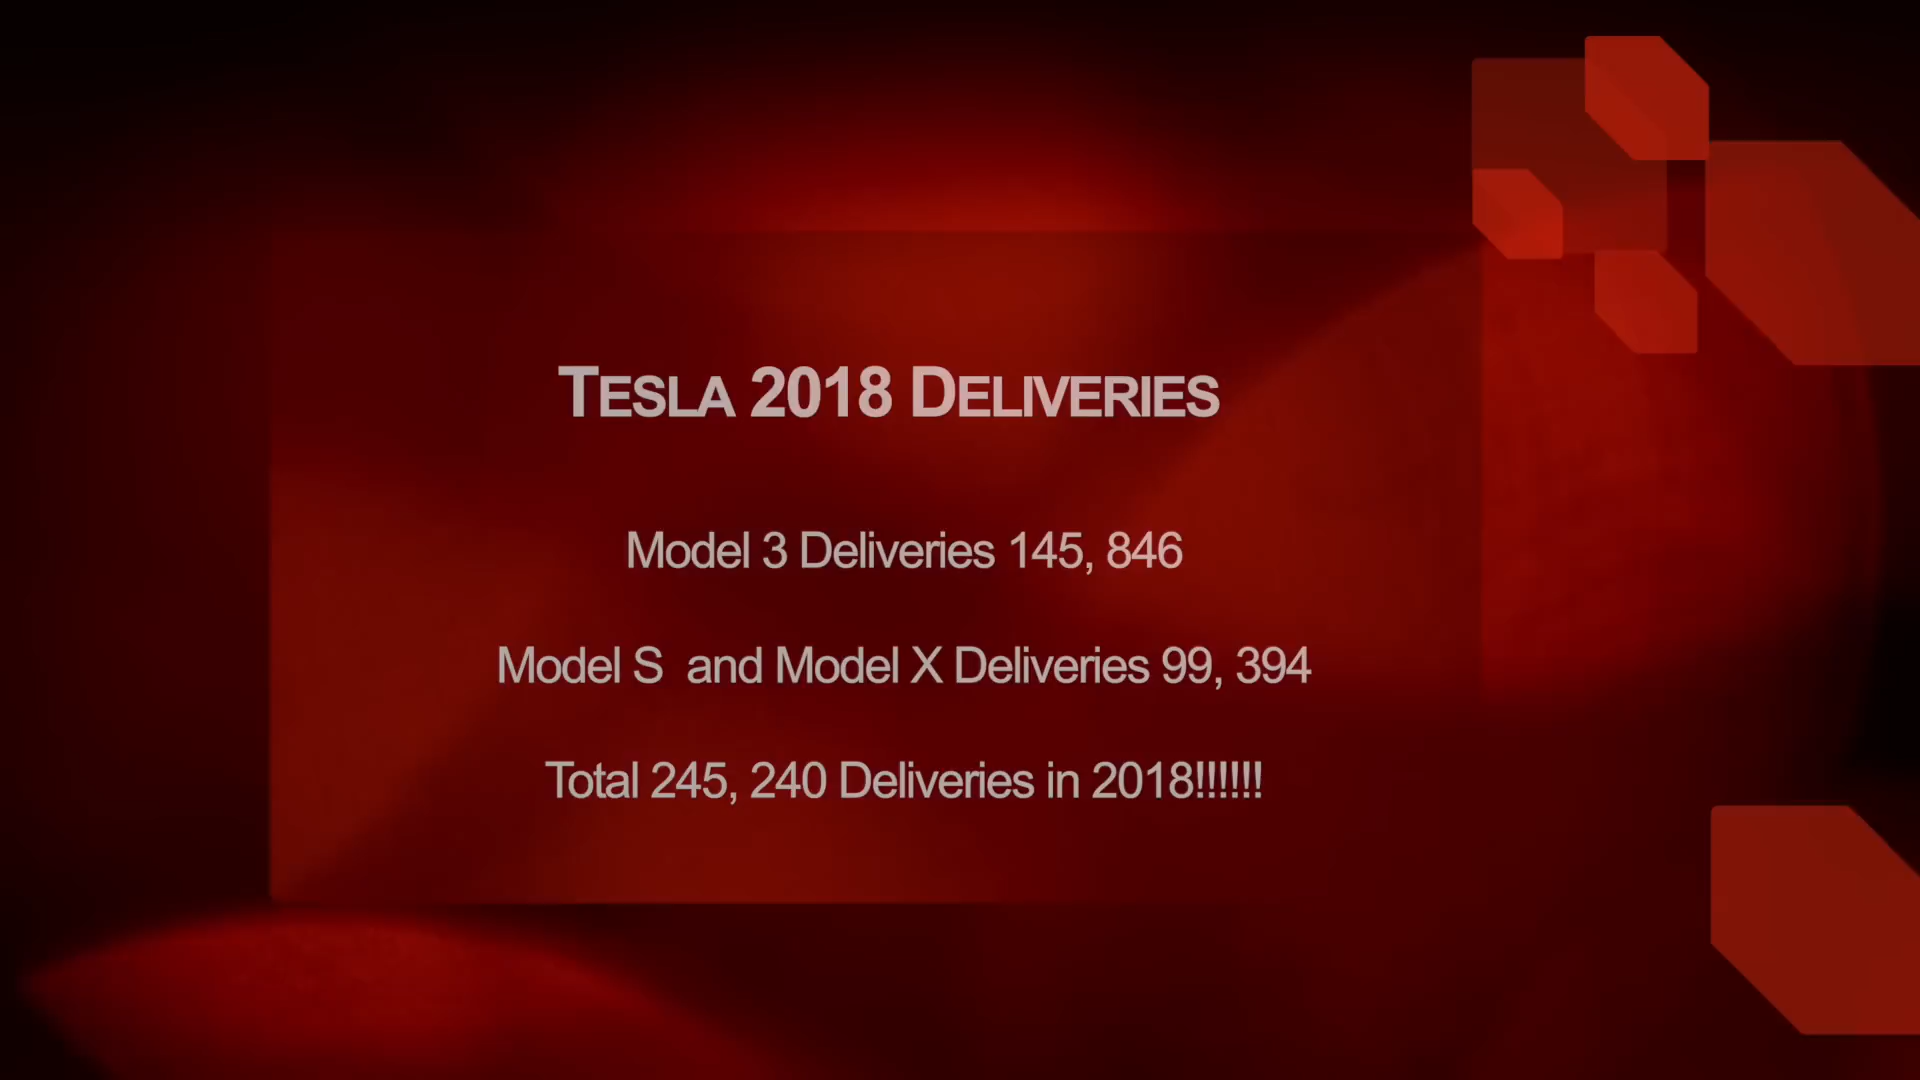 Tesla 2018 Deliveries
Model 3 Deliveries 145, 846
Model S  and Model X Deliveries 99, 394
Total 245, 240 Deliveries in 2018!!!!!!